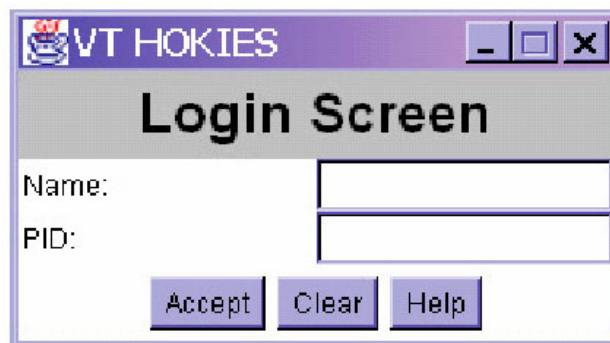 VT HOKIES
Login Screen
Name:
PID:
Accept Clear Help